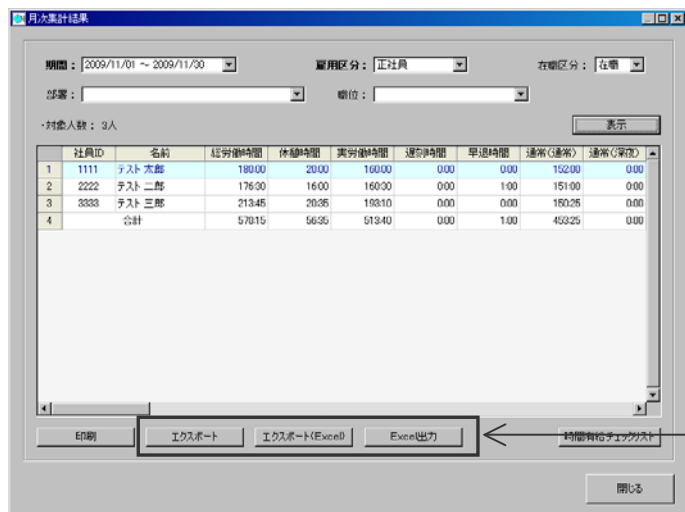 月次集計結果
期間： 2009/11/01 ～ 2009/11/30 雇用区分： 正社員 在職区分： 在職
部署： 職位：
・対象人数： 3人
表示
社員ID 名前 総労働時間 休憩時間 実労働時間 遅刻時間 早退時間 通常(通常) 通常(深夜)
1 1111 テスト 太郎 180:00 20:00 160:00 0:00 0:00 152:00 0:00
2 2222 テスト 二郎 176:30 16:00 160:30 0:00 1:00 151:00 0:00
3 3333 テスト 三郎 213:45 20:35 193:10 0:00 0:00 150:25 0:00
4 合計 570:15 56:35 513:40 0:00 1:00 453:25 0:00
印刷 エクスポート エクスポート(Excel) Excel出力 時間有給チェックリスト
閉じる